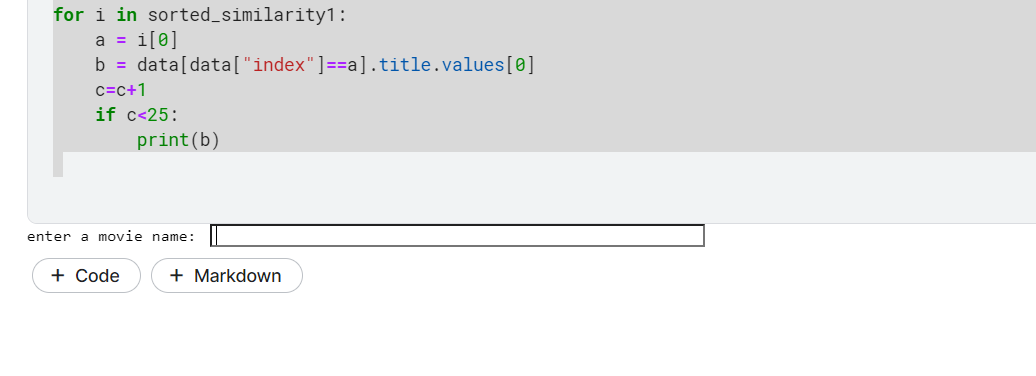 for i in sorted_similarity1:
    a = i[0]
    b = data[data["index"]==a].title.values[0]
    c=c+1
    if c<25:
        print(b)
enter a movie name:
+ Code + Markdown